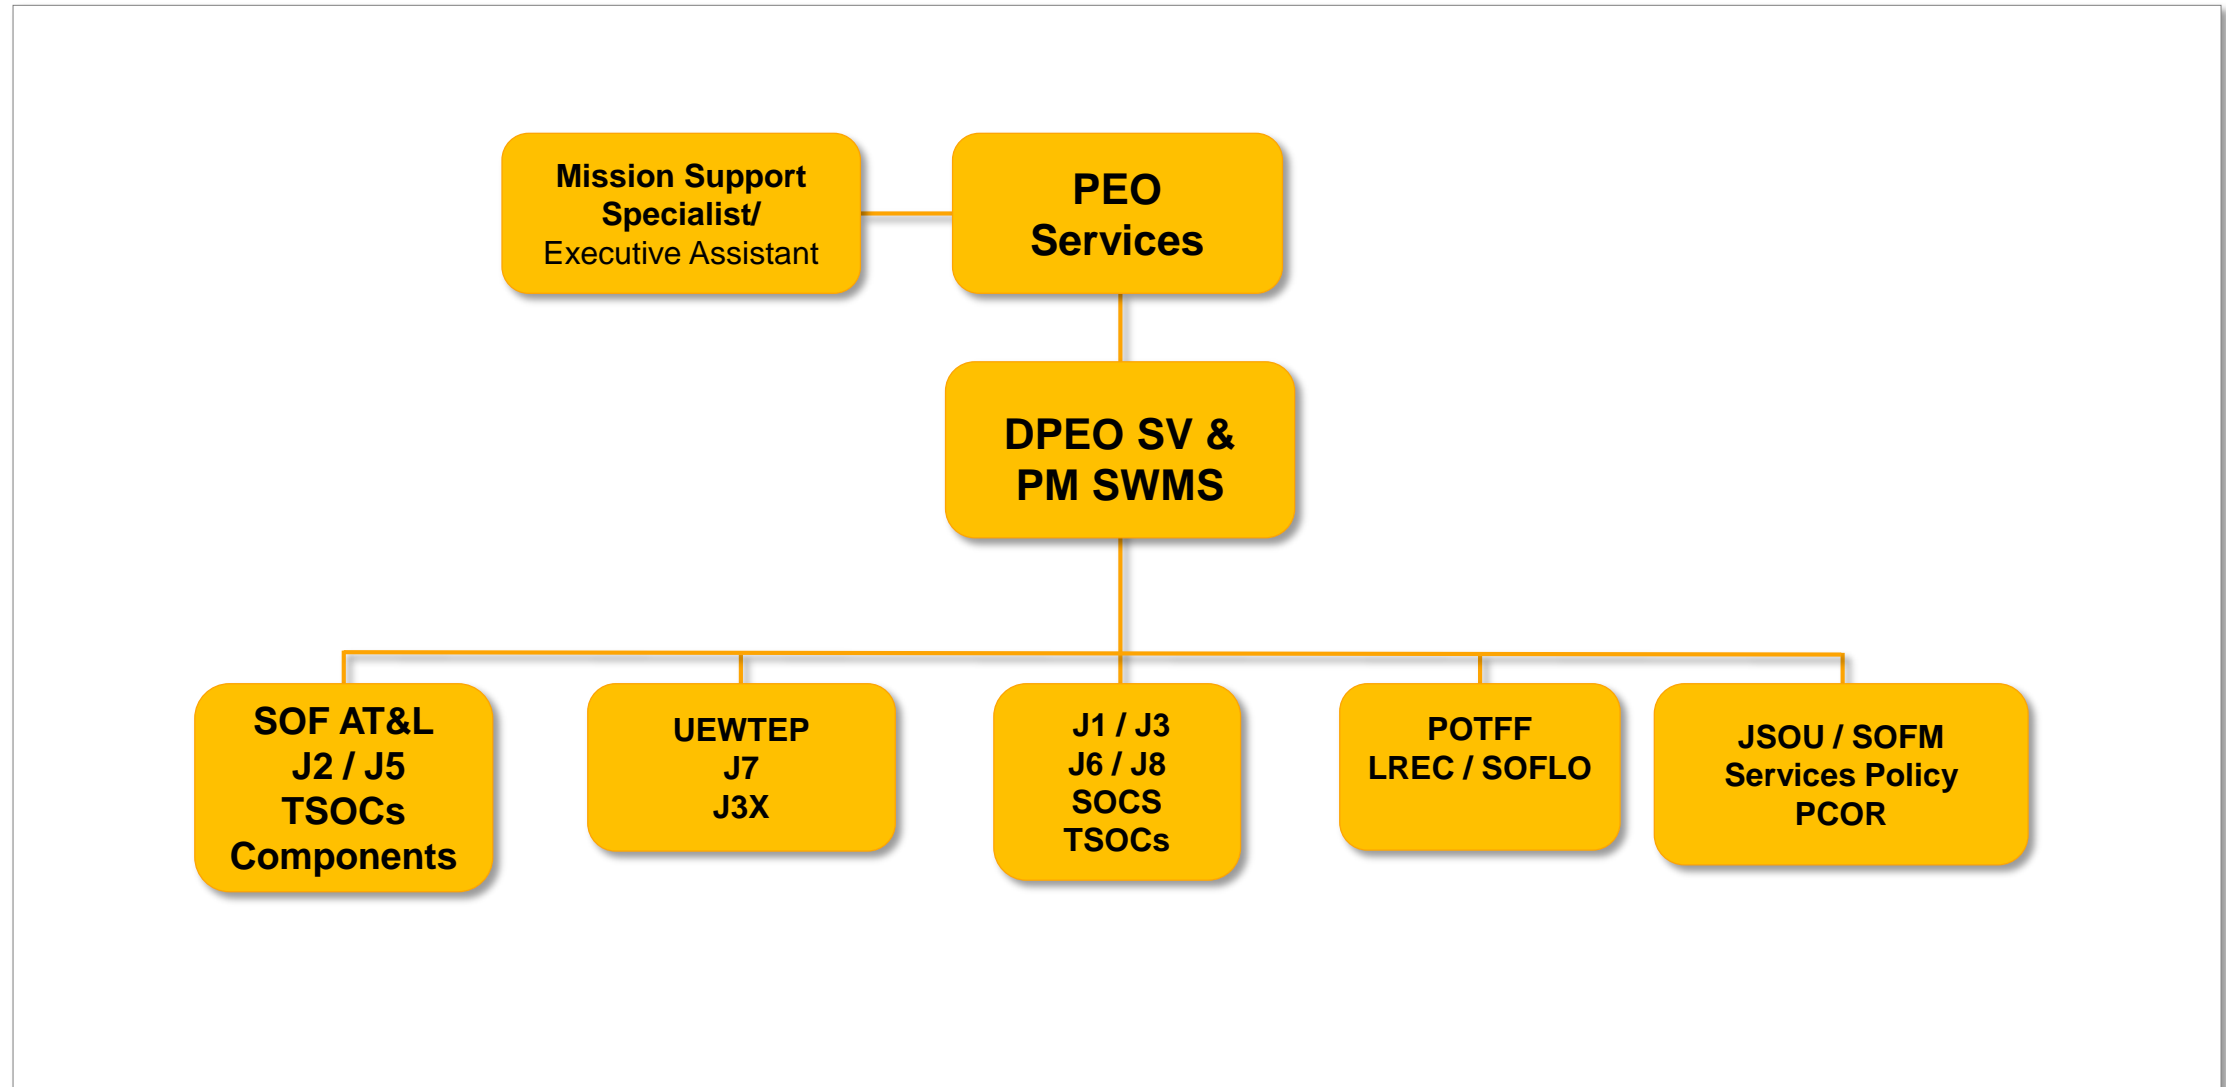 Mission Support
Specialist/
Executive Assistant
PEO
Services
DPEO SV &
PM SWMS
SOF AT&L
J2 / J5
TSOCs
Components
UEWTEP
J7
J3X
J1 / J3
J6 / J8
SOCS
TSOCs
POTFF
LREC / SOFLO
JSOU / SOFM
Services Policy
PCOR